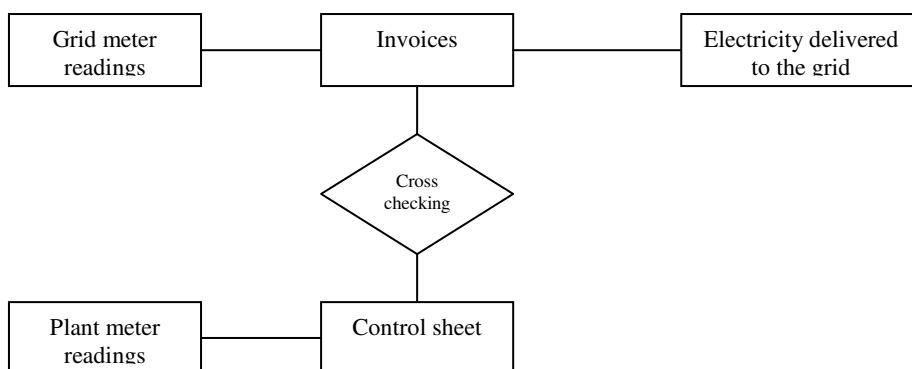 Grid meter
readings
Invoices
Electricity delivered
to the grid
Cross
checking
Plant meter
readings
Control sheet